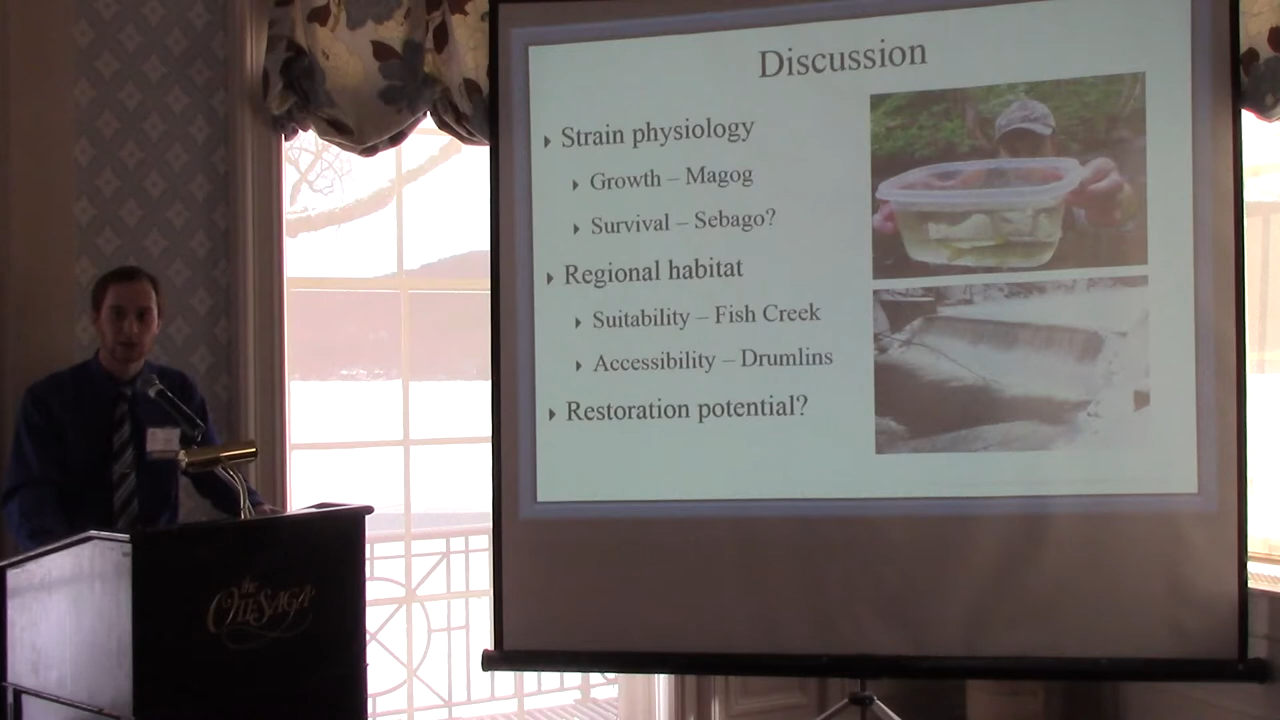 Discussion
Strain physiology
Growth – Magog
Survival – Sebago?
Regional habitat
Suitability – Fish Creek
Accessibility – Drumlins
Restoration potential?
the
OTESAGA